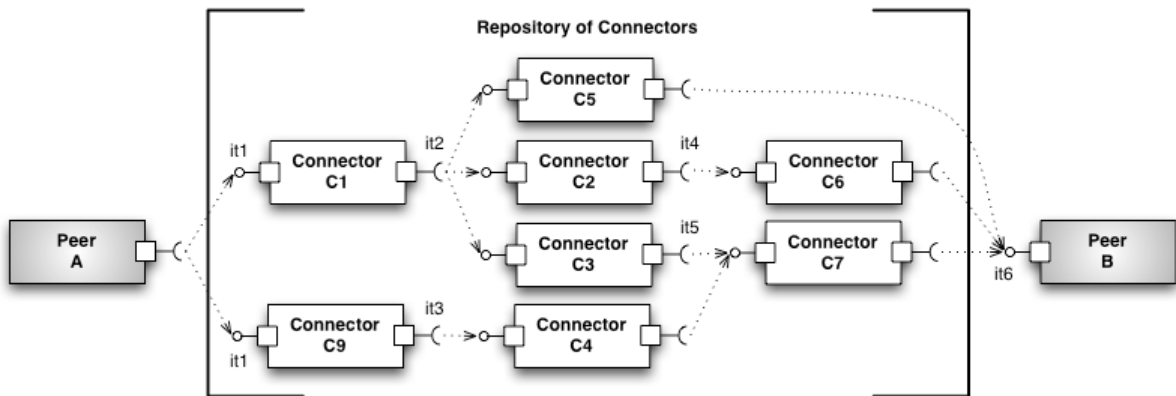 Repository of Connectors
Connector
C5
it1
Connector
C1
it2
Connector
C2
it4
Connector
C6
Peer
A
Connector
C3
it5
Connector
C7
Peer
B
it6
it1
Connector
C9
it3
Connector
C4